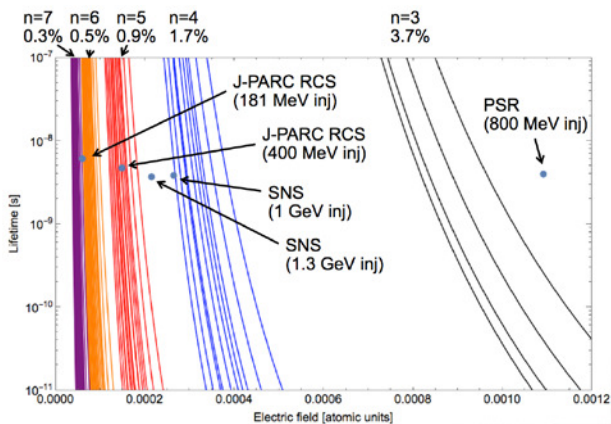 n=7 n=6 n=5 n=4 n=3
0.3% 0.5% 0.9% 1.7% 3.7%
10-7
J-PARC RCS
(181 MeV inj)
PSR
(800 MeV inj)
10-8
J-PARC RCS
(400 MeV inj)
SNS
(1 GeV inj)
Lifetime [s]
10-9
SNS
(1.3 GeV inj)
10-10
10-11
0.0000 0.0002 0.0004 0.0006 0.0008 0.0010 0.0012
Electric field [atomic units]